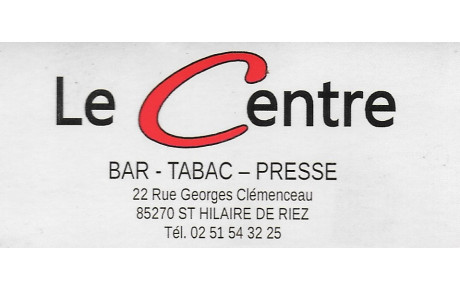 Le Centre
BAR - TABAC – PRESSE
22 Rue Georges Clémenceau
85270 ST HILAIRE DE RIEZ
Tél. 02 51 54 32 25